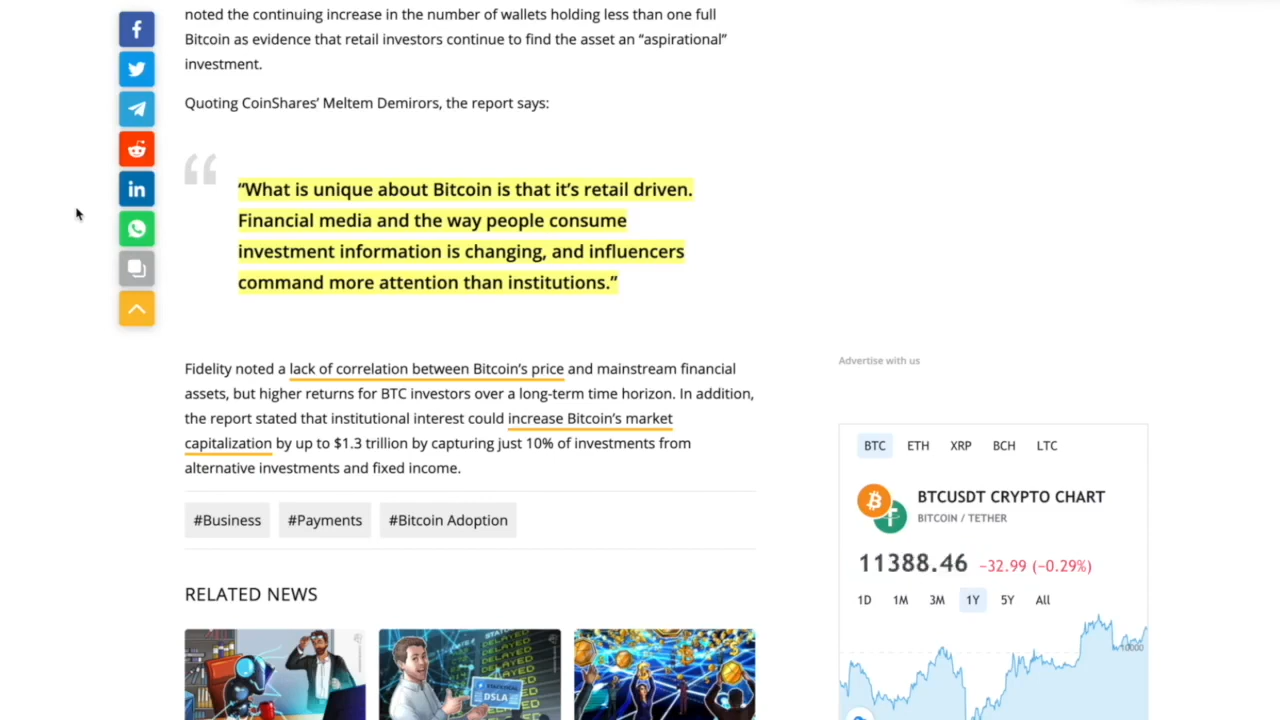 noted the continuing increase in the number of wallets holding less than one full
Bitcoin as evidence that retail investors continue to find the asset an “aspirational”
investment.
Quoting CoinShares’ Meltem Demirors, the report says:
“What is unique about Bitcoin is that it’s retail driven.
Financial media and the way people consume
investment information is changing, and influencers
command more attention than institutions.”
Fidelity noted a lack of correlation between Bitcoin’s price and mainstream financial
assets, but higher returns for BTC investors over a long-term time horizon. In addition,
the report stated that institutional interest could increase Bitcoin’s market
capitalization by up to $1.3 trillion by capturing just 10% of investments from
alternative investments and fixed income.
#Business #Payments #Bitcoin Adoption
RELATED NEWS
DELAYED
DELAYED
DELAYED
DSLA
Advertise with us
BTC ETH XRP BCH LTC
BTCUSDT CRYPTO CHART
BITCOIN / TETHER
11388.46 −32.99 (−0.29%)
1D 1M 3M 1Y 5Y All
10000